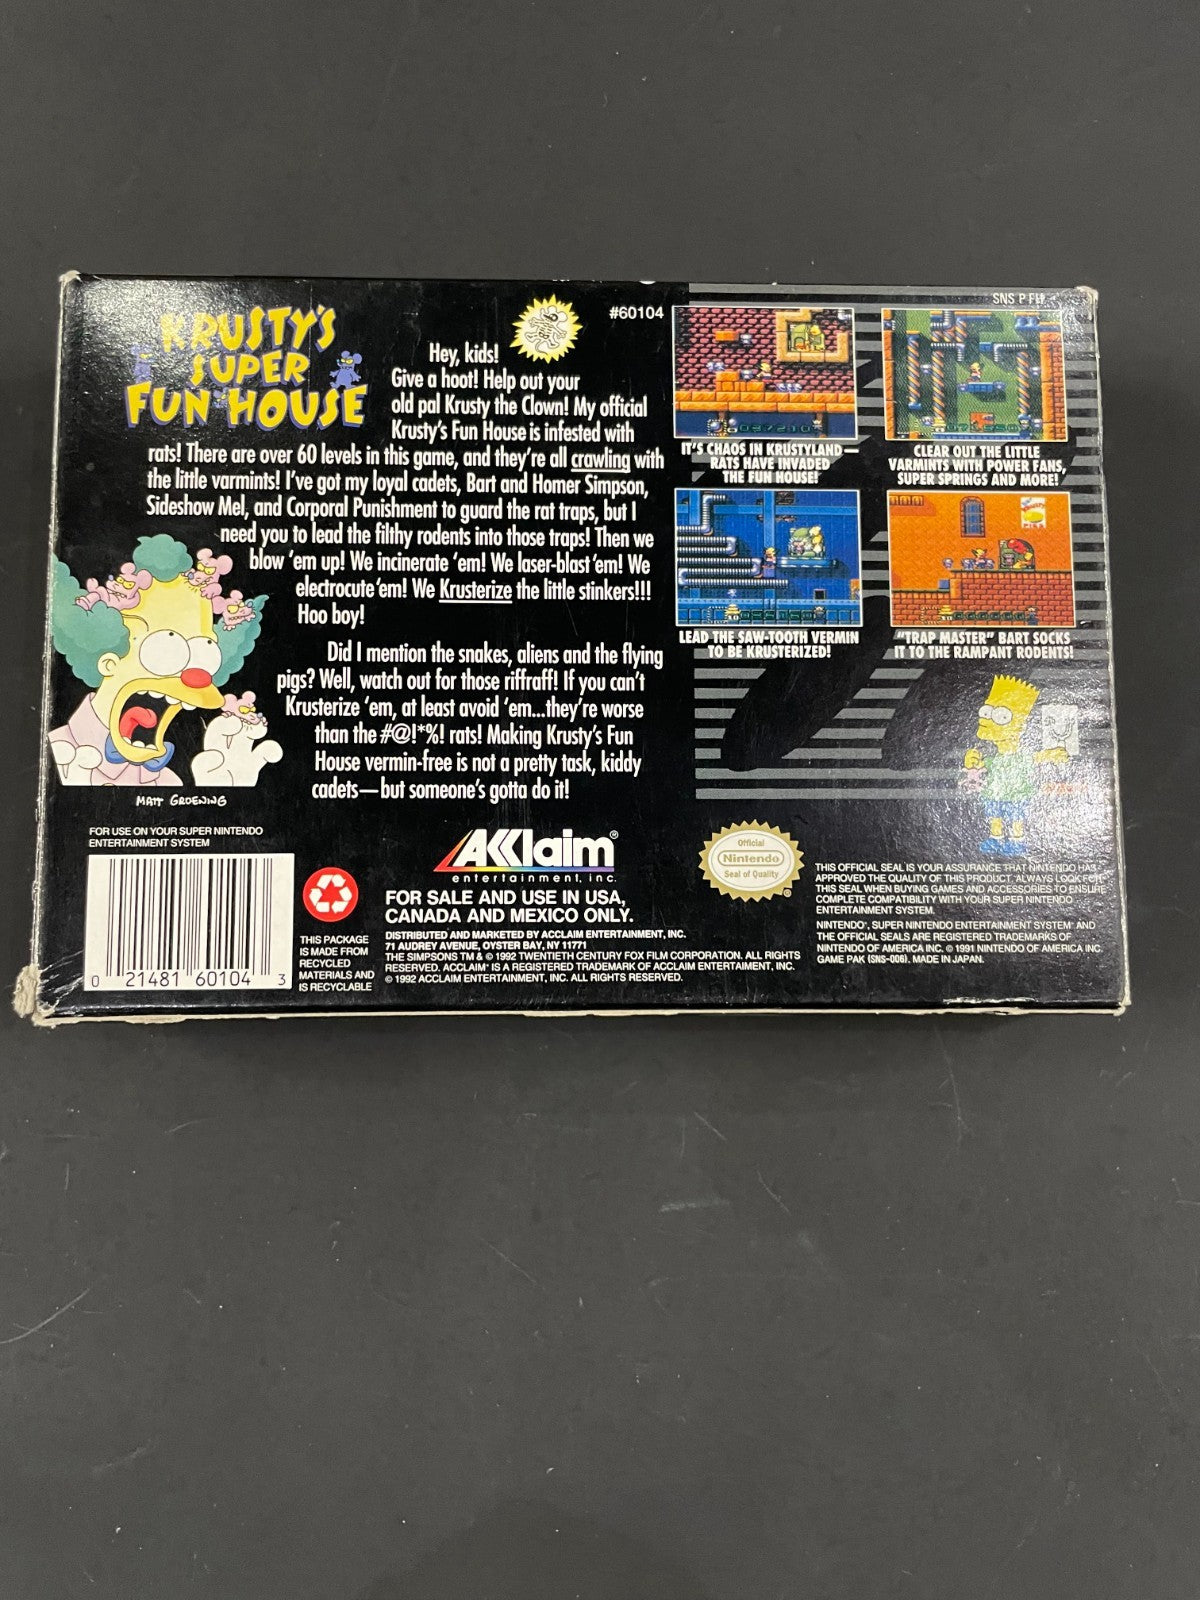 KRUSTY'S
SUPER
FUN HOUSE
#60104
Hey, kids!
Give a hoot! Help out your
old pal Krusty the Clown! My official
Krusty's Fun House is infested with
rats! There are over 60 levels in this game, and they're all crawling with
the little varmints! I've got my loyal cadets, Bart and Homer Simpson,
Sideshow Mel, and Corporal Punishment to guard the rat traps, but I
need you to lead the filthy rodents into those traps! Then we
blow 'em up! We incinerate 'em! We laser-blast 'em! We
electrocute 'em! We Krusterize the little stinkers!!!
Hoo boy!
Did I mention the snakes, aliens and the flying
pigs? Well, watch out for those riffraff! If you can't
Krusterize 'em, at least avoid 'em...they're worse
than the #@!*%! rats! Making Krusty's Fun
House vermin-free is not a pretty task, kiddy
cadets—but someone's gotta do it!
MATT GROENING
SNS P FH
IT'S CHAOS IN KRUSTYLAND—
RATS HAVE INVADED
THE FUN HOUSE!
CLEAR OUT THE LITTLE
VARMINTS WITH POWER FANS,
SUPER SPRINGS AND MORE!
LEAD THE SAW-TOOTH VERMIN
TO BE KRUSTERIZED!
"TRAP MASTER" BART SOCKS
IT TO THE RAMPANT RODENTS!
FOR USE ON YOUR SUPER NINTENDO
ENTERTAINMENT SYSTEM
0 21481 60104 3
THIS PACKAGE
IS MADE FROM
RECYCLED
MATERIALS AND
IS RECYCLABLE
AKKlaim®
entertainment, inc.
FOR SALE AND USE IN USA,
CANADA AND MEXICO ONLY.
DISTRIBUTED AND MARKETED BY ACCLAIM ENTERTAINMENT, INC.
71 AUDREY AVENUE, OYSTER BAY, NY 11771
THE SIMPSONS TM & © 1992 TWENTIETH CENTURY FOX FILM CORPORATION. ALL RIGHTS
RESERVED. ACCLAIM® IS A REGISTERED TRADEMARK OF ACCLAIM ENTERTAIMENT, INC.
© 1992 ACCLAIM ENTERTAINMENT, INC. ALL RIGHTS RESERVED.
Official
Nintendo
Seal of Quality
®
THIS OFFICIAL SEAL IS YOUR ASSURANCE THAT NINTENDO HAS
APPROVED THE QUALITY OF THIS PRODUCT. ALWAYS LOOK FOR
THIS SEAL WHEN BUYING GAMES AND ACCESSORIES TO ENSURE
COMPLETE COMPATIBILITY WITH YOUR SUPER NINTENDO
ENTERTAINMENT SYSTEM.
NINTENDO®, SUPER NINTENDO ENTERTAINMENT SYSTEM® AND
THE OFFICIAL SEALS ARE REGISTERED TRADEMARKS OF
NINTENDO OF AMERICA INC. © 1991 NINTENDO OF AMERICA INC.
GAME PAK (SNS-006). MADE IN JAPAN.